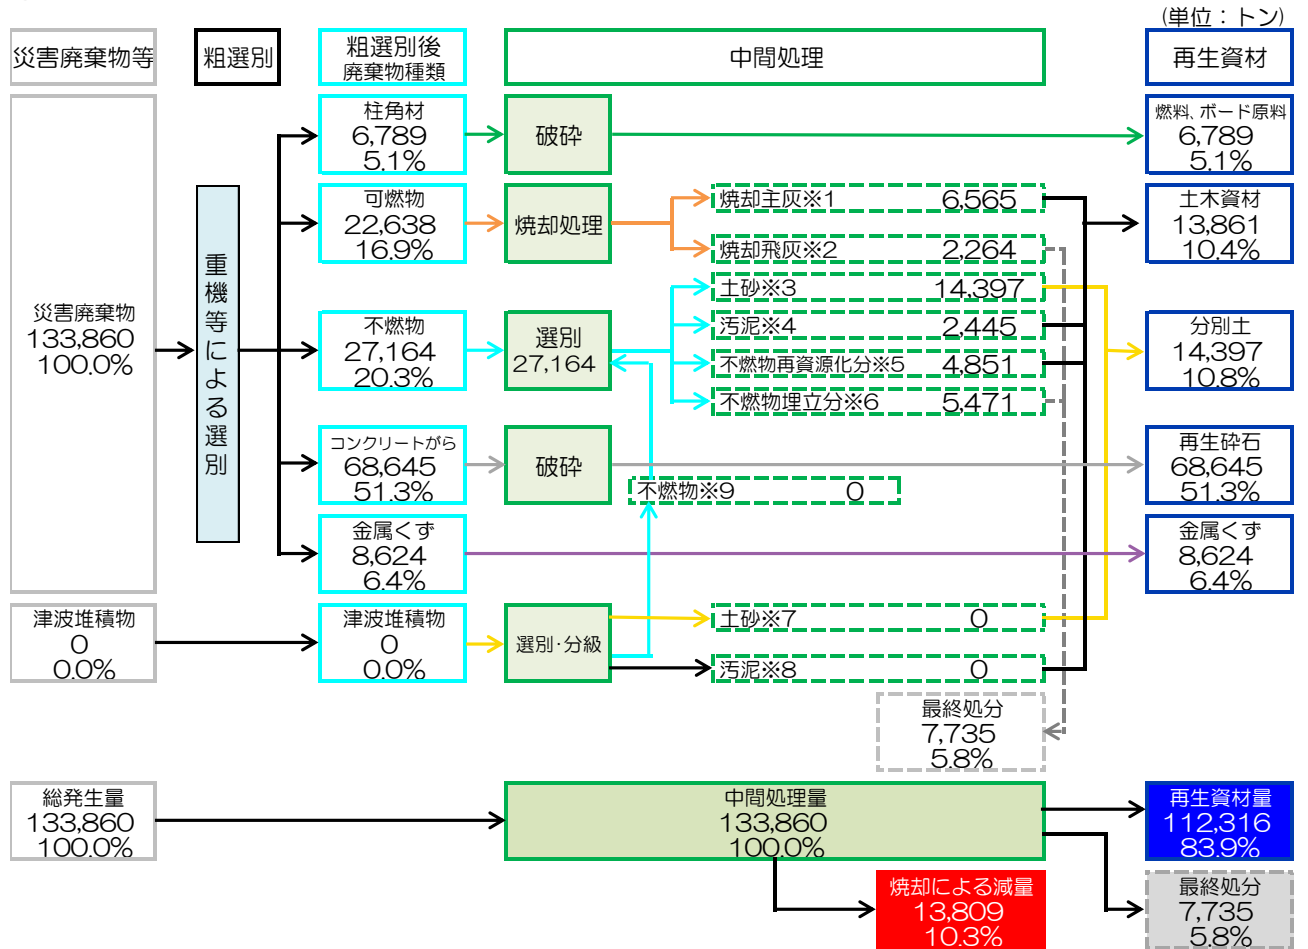 (単位：トン)
災害廃棄物等
粗選別
粗選別後
廃棄物種類
中間処理
再生資材
災害廃棄物
133,860
100.0%
重機等による選別
柱角材
6,789
5.1%
破砕
燃料、ボード原料
6,789
5.1%
可燃物
22,638
16.9%
焼却処理
焼却主灰※1 6,565
焼却飛灰※2 2,264
土木資材
13,861
10.4%
不燃物
27,164
20.3%
選別
27,164
土砂※3 14,397
汚泥※4 2,445
不燃物再資源化分※5 4,851
不燃物埋立分※6 5,471
分別土
14,397
10.8%
コンクリートがら
68,645
51.3%
破砕
不燃物※9 0
再生砕石
68,645
51.3%
金属くず
8,624
6.4%
金属くず
8,624
6.4%
津波堆積物
0
0.0%
津波堆積物
0
0.0%
選別・分級
土砂※7 0
汚泥※8 0
最終処分
7,735
5.8%
総発生量
133,860
100.0%
中間処理量
133,860
100.0%
再生資材量
112,316
83.9%
焼却による減量
13,809
10.3%
最終処分
7,735
5.8%